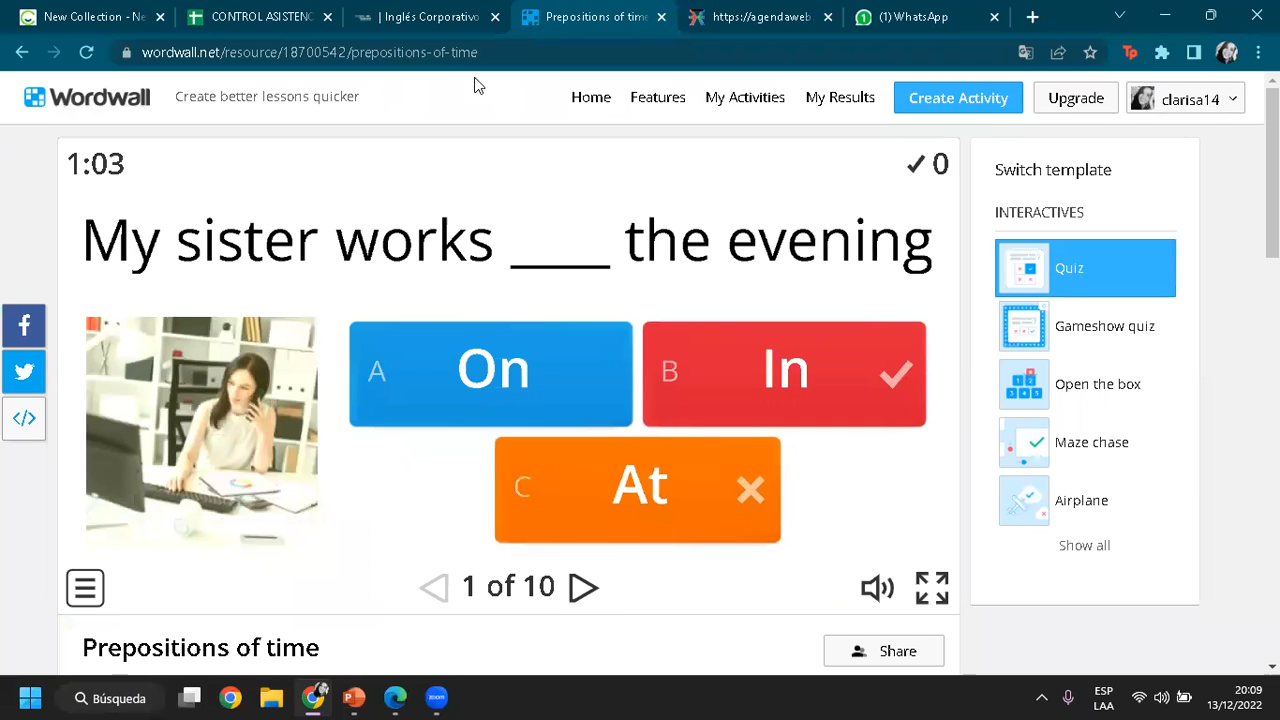 New Collection - Ne
CONTROL ASISTENC
| Inglés Corporativo
Prepositions of time
https://agendaweb
(1) WhatsApp
wordwall.net/resource/18700542/prepositions-of-time
Wordwall
Create better lessons quicker
Home
Features
My Activities
My Results
Create Activity
Upgrade
clarisa14
1:03
0
My sister works ____ the evening
A On
B In
C At
1 of 10
Prepositions of time
Share
Switch template
INTERACTIVES
Quiz
Gameshow quiz
Open the box
Maze chase
Airplane
Show all
Búsqueda
zoom
ESP
LAA
20:09
13/12/2022